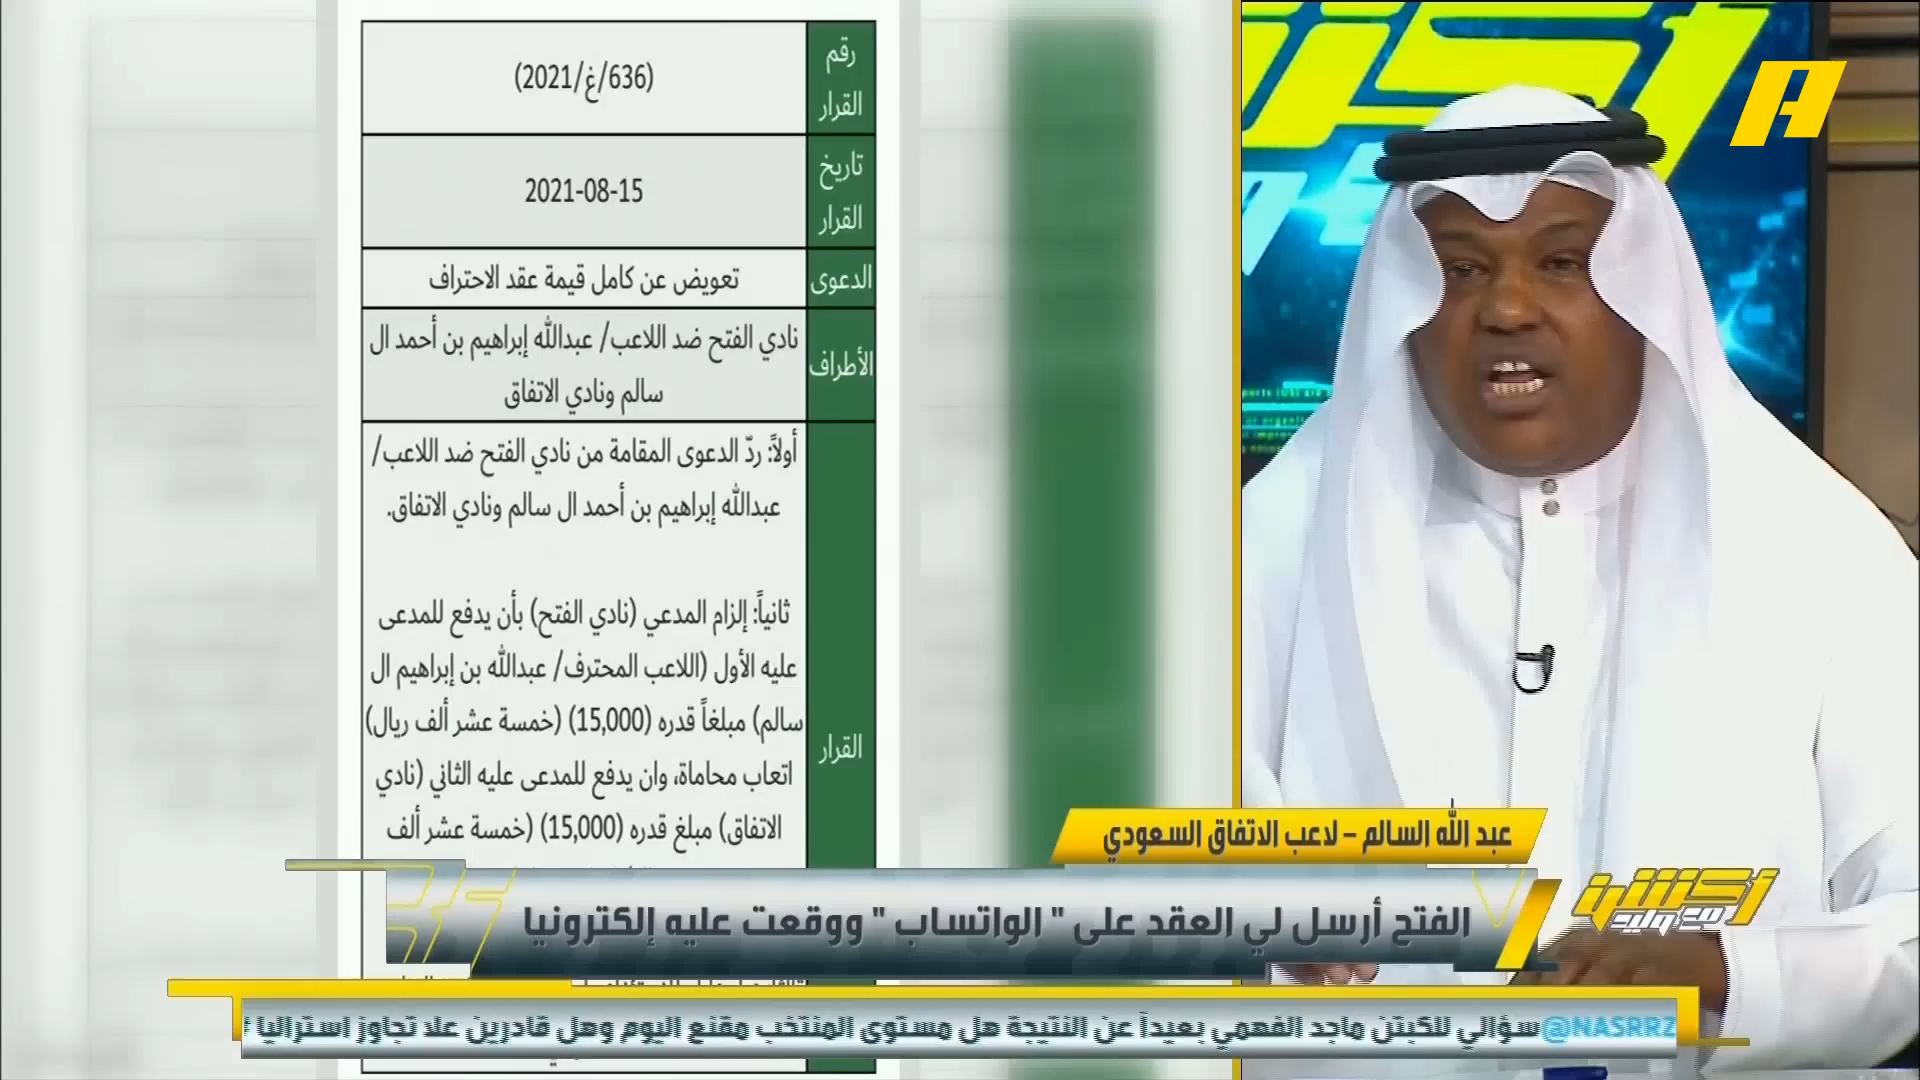 رقم
القرار
(636/غ/2021)
تاريخ
القرار
2021-08-15
الدعوى
تعويض عن كامل قيمة عقد الاحتراف
الأطراف
نادي الفتح ضد اللاعب/ عبدالله إبراهيم بن أحمد ال
سالم ونادي الاتفاق
القرار
أولاً: ردّ الدعوى المقامة من نادي الفتح ضد اللاعب/
عبدالله إبراهيم بن أحمد ال سالم ونادي الاتفاق.
ثانياً: إلزام المدعي (نادي الفتح) بأن يدفع للمدعى
عليه الأول (اللاعب المحترف/ عبدالله بن إبراهيم ال
سالم) مبلغاً قدره (15,000) (خمسة عشر ألف ريال)
اتعاب محاماة، وان يدفع للمدعى عليه الثاني (نادي
الاتفاق) مبلغ قدره (15,000) (خمسة عشر ألف
عبد الله السالم – لاعب الاتفاق السعودي
الفتح أرسل لي العقد على " الواتساب " ووقعت عليه إلكترونيا
أكشن
مع وليد
@NASRRZ سؤالي للكبتن ماجد الفهمي بعيداً عن النتيجة هل مستوى المنتخب مقنع اليوم وهل قادرين علا تجاوز استراليا ؟